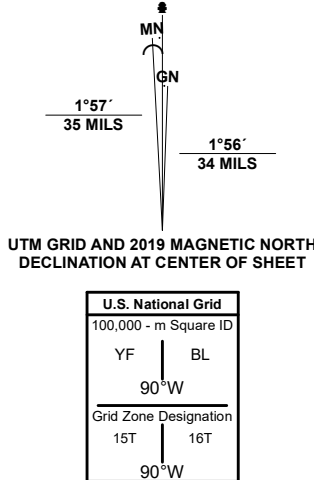 MN
GN
1°57´
35 MILS
1°56´
34 MILS
UTM GRID AND 2019 MAGNETIC NORTH
DECLINATION AT CENTER OF SHEET
U.S. National Grid
100,000 - m Square ID
YF BL
90°W
Grid Zone Designation
15T 16T
90°W